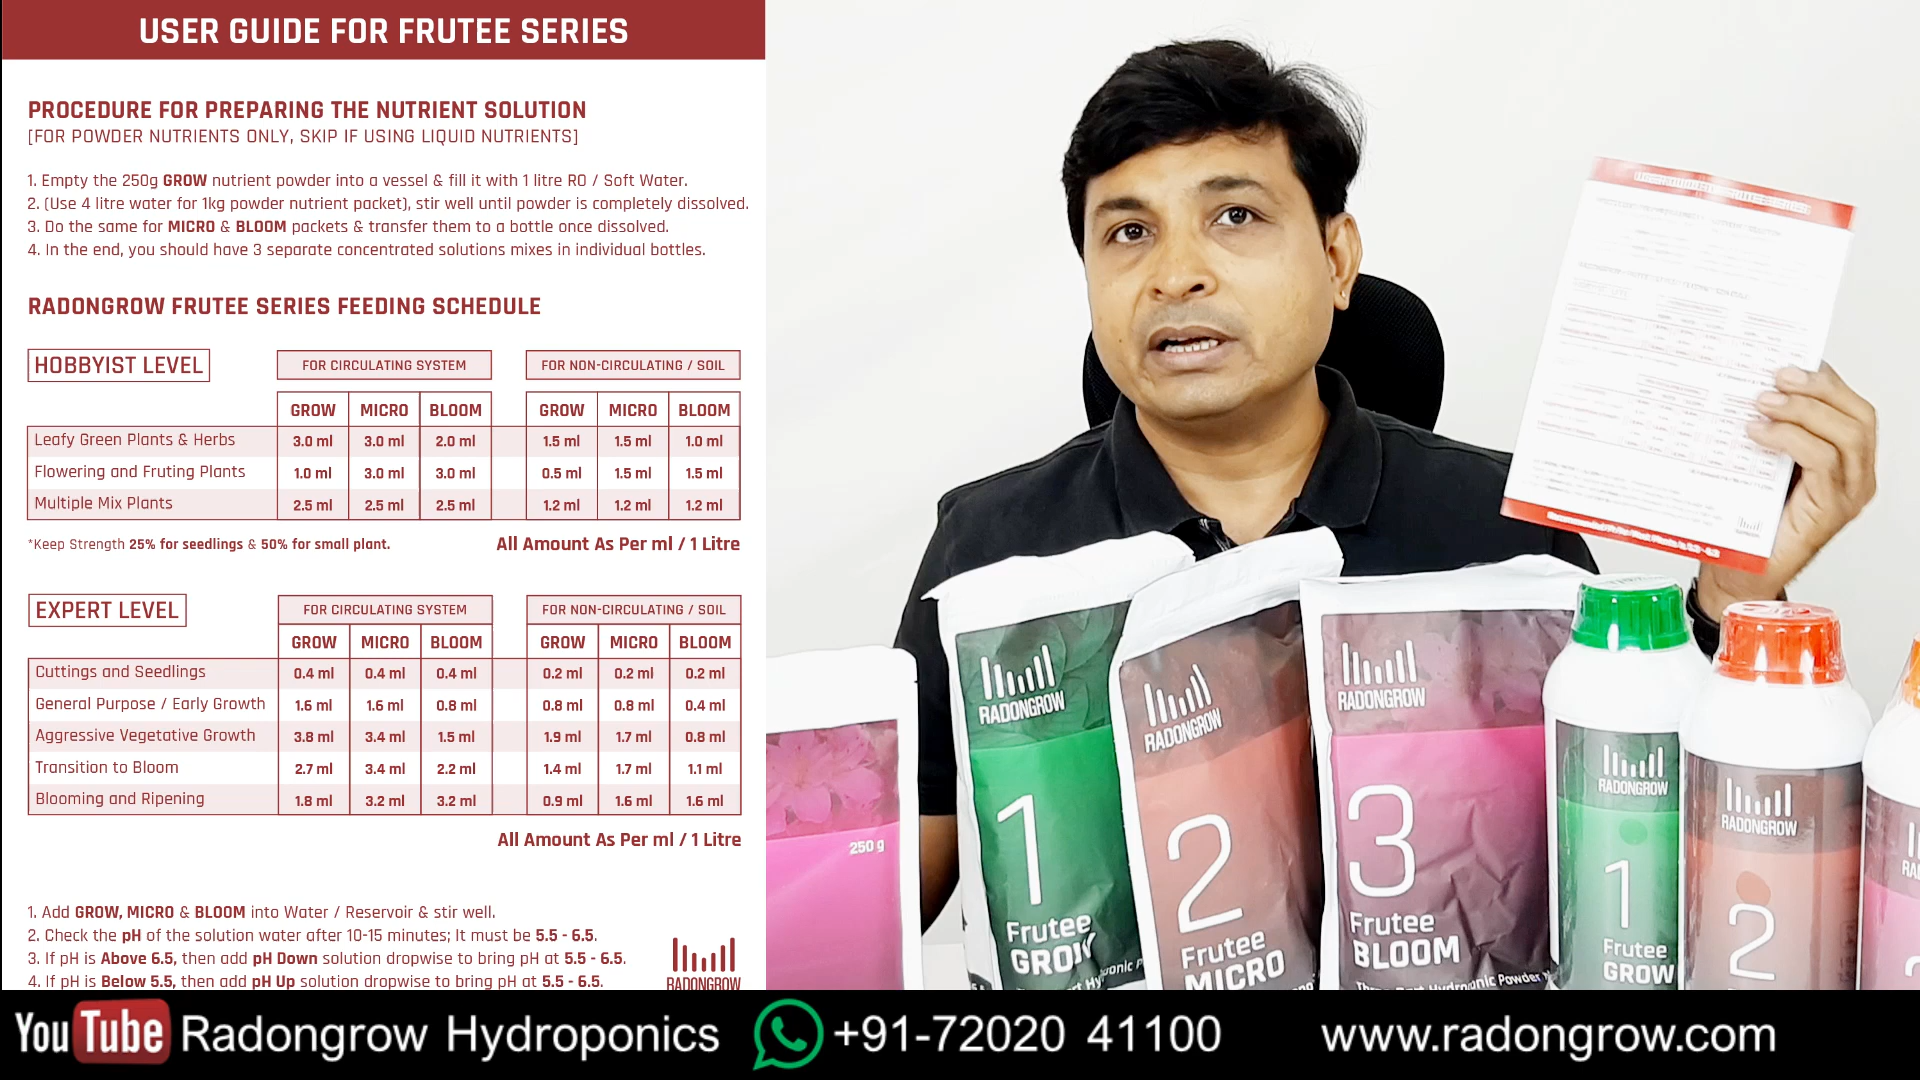 USER GUIDE FOR FRUTEE SERIES
PROCEDURE FOR PREPARING THE NUTRIENT SOLUTION
[FOR POWDER NUTRIENTS ONLY, SKIP IF USING LIQUID NUTRIENTS]
1. Empty the 250g GROW nutrient powder into a vessel & fill it with 1 litre RO / Soft Water.
2. (Use 4 litre water for 1kg powder nutrient packet), stir well until powder is completely dissolved.
3. Do the same for MICRO & BLOOM packets & transfer them to a bottle once dissolved.
4. In the end, you should have 3 separate concentrated solutions mixes in individual bottles.
RADONGROW FRUTEE SERIES FEEDING SCHEDULE
HOBBYIST LEVEL FOR CIRCULATING SYSTEM FOR NON-CIRCULATING / SOIL
GROW MICRO BLOOM GROW MICRO BLOOM
Leafy Green Plants & Herbs 3.0 ml 3.0 ml 2.0 ml 1.5 ml 1.5 ml 1.0 ml
Flowering and Fruting Plants 1.0 ml 3.0 ml 3.0 ml 0.5 ml 1.5 ml 1.5 ml
Multiple Mix Plants 2.5 ml 2.5 ml 2.5 ml 1.2 ml 1.2 ml 1.2 ml
*Keep Strength 25% for seedlings & 50% for small plant. All Amount As Per ml / 1 Litre
EXPERT LEVEL FOR CIRCULATING SYSTEM FOR NON-CIRCULATING / SOIL
GROW MICRO BLOOM GROW MICRO BLOOM
Cuttings and Seedlings 0.4 ml 0.4 ml 0.4 ml 0.2 ml 0.2 ml 0.2 ml
General Purpose / Early Growth 1.6 ml 1.6 ml 0.8 ml 0.8 ml 0.8 ml 0.4 ml
Aggressive Vegetative Growth 3.8 ml 3.4 ml 1.5 ml 1.9 ml 1.7 ml 0.8 ml
Transition to Bloom 2.7 ml 3.4 ml 2.2 ml 1.4 ml 1.7 ml 1.1 ml
Blooming and Ripening 1.8 ml 3.2 ml 3.2 ml 0.9 ml 1.6 ml 1.6 ml
All Amount As Per ml / 1 Litre
1. Add GROW, MICRO & BLOOM into Water / Reservoir & stir well.
2. Check the pH of the solution water after 10-15 minutes; It must be 5.5 - 6.5.
3. If pH is Above 6.5, then add pH Down solution dropwise to bring pH at 5.5 - 6.5.
4. If pH is Below 5.5, then add pH Up solution dropwise to bring pH at 5.5 - 6.5.
RADONGROW
250 g
RADONGROW
1
Frutee
GROW
RADONGROW
2
Frutee
MICRO
RADONGROW
3
Frutee
BLOOM
Hydroponic Powder
RADONGROW
1
Frutee
GROW
RADONGROW
2
YouTube Radongrow Hydroponics +91-72020 41100 www.radongrow.com